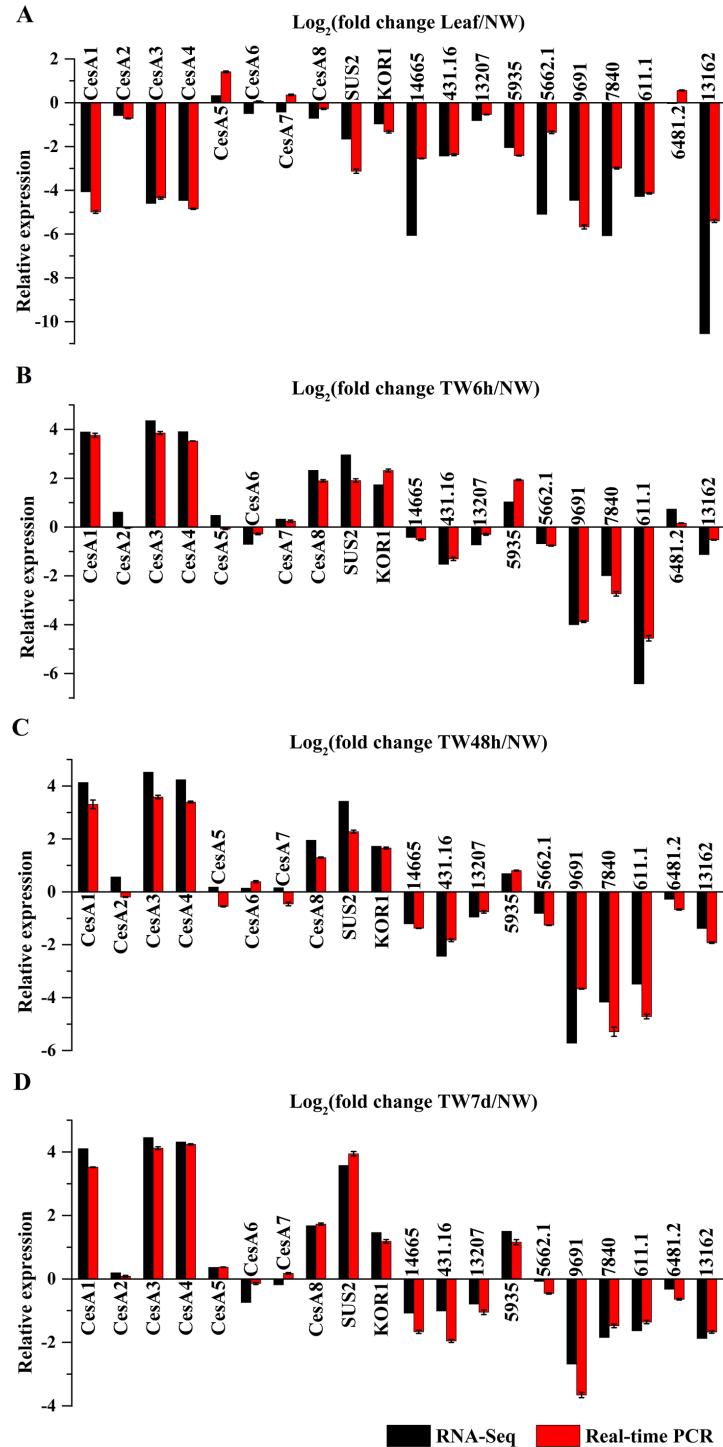 A
Log2(fold change Leaf/NW)
Relative expression
2
0
-2
-4
-6
-8
-10
CesA1
CesA2
CesA3
CesA4
CesA5
CesA6
CesA7
CesA8
SUS2
KOR1
14665
431.16
13207
5935
5662.1
9691
7840
611.1
6481.2
13162
B
Log2(fold change TW6h/NW)
Relative expression
4
2
0
-2
-4
-6
CesA1
CesA2
CesA3
CesA4
CesA5
CesA6
CesA7
CesA8
SUS2
KOR1
14665
431.16
13207
5935
5662.1
9691
7840
611.1
6481.2
13162
C
Log2(fold change TW48h/NW)
Relative expression
4
2
0
-2
-4
-6
CesA1
CesA2
CesA3
CesA4
CesA5
CesA6
CesA7
CesA8
SUS2
KOR1
14665
431.16
13207
5935
5662.1
9691
7840
611.1
6481.2
13162
D
Log2(fold change TW7d/NW)
Relative expression
4
2
0
-2
-4
CesA1
CesA2
CesA3
CesA4
CesA5
CesA6
CesA7
CesA8
SUS2
KOR1
14665
431.16
13207
5935
5662.1
9691
7840
611.1
6481.2
13162
RNA-Seq
Real-time PCR